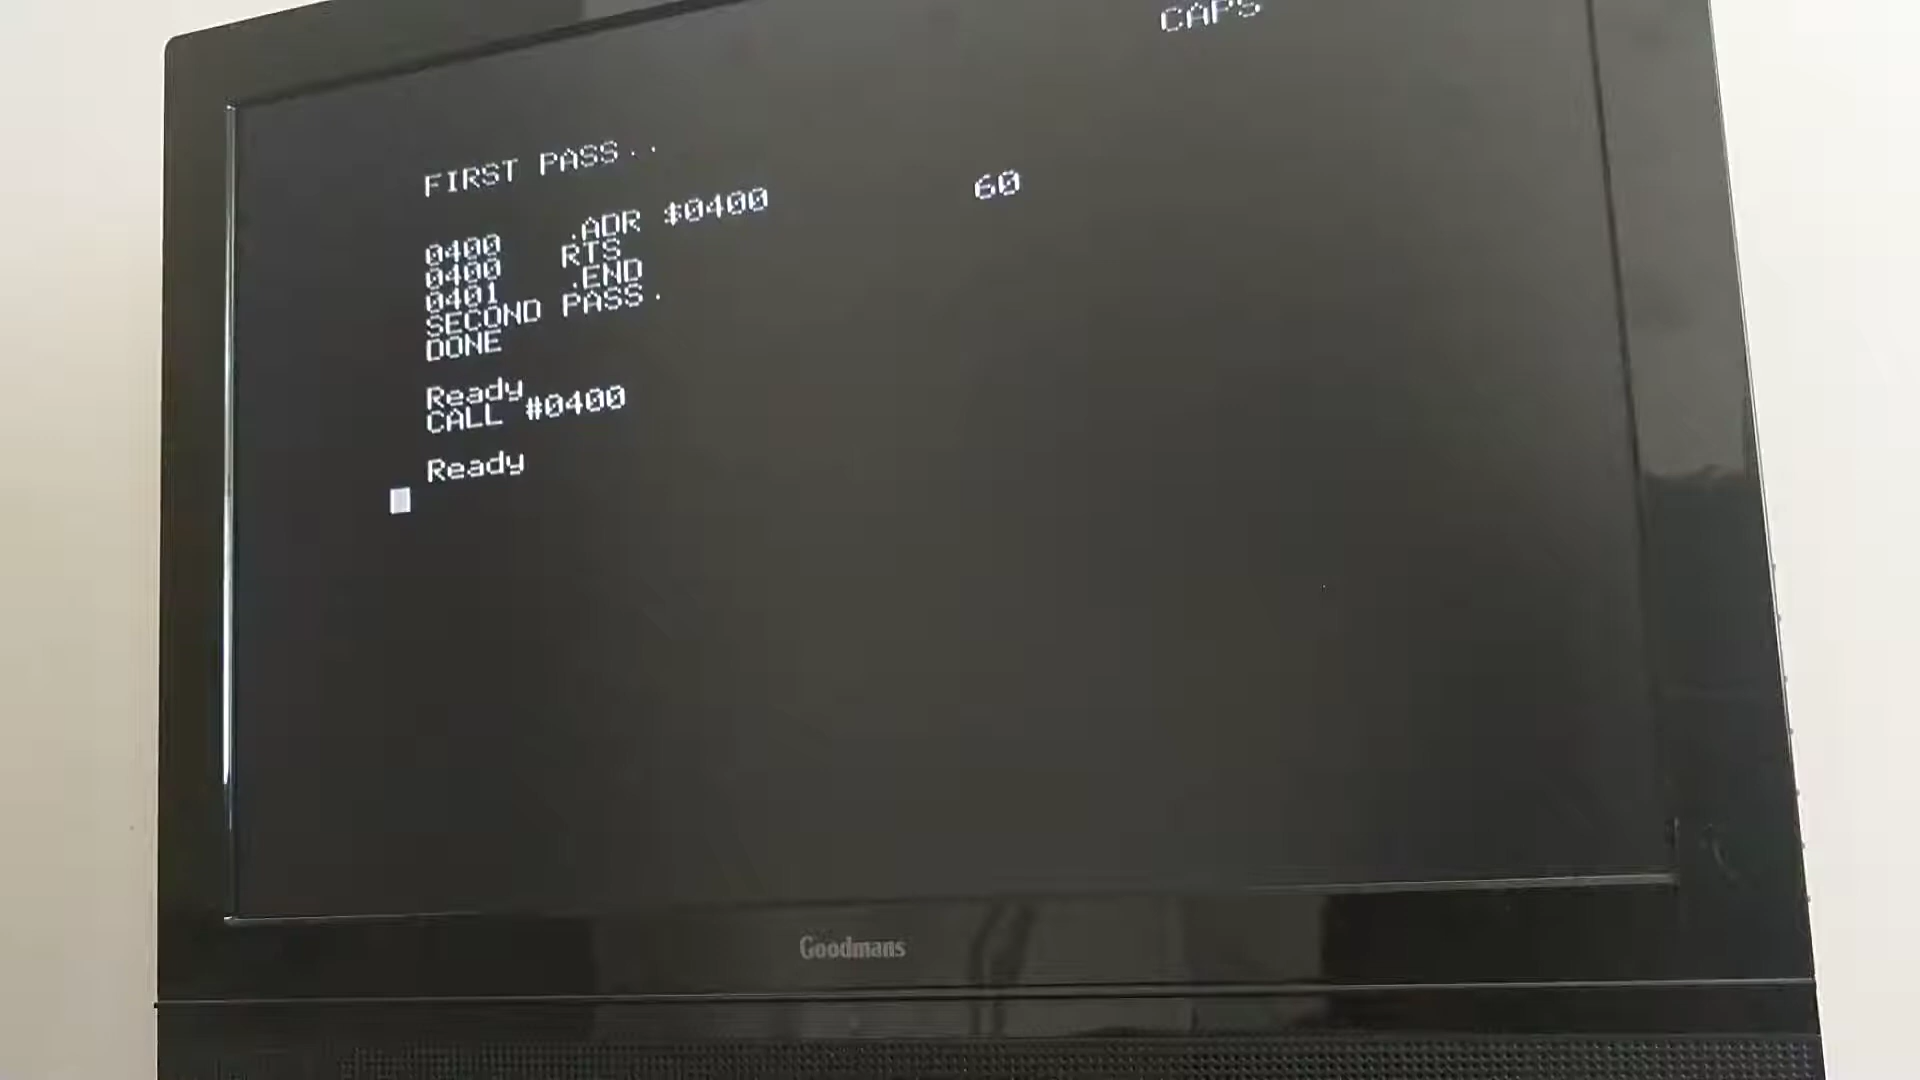 CAPS
FIRST PASS..
0400 .ADR $0400
0400 RTS 60
0401 .END
SECOND PASS.
DONE
Ready
CALL #0400
Ready
Goodmans